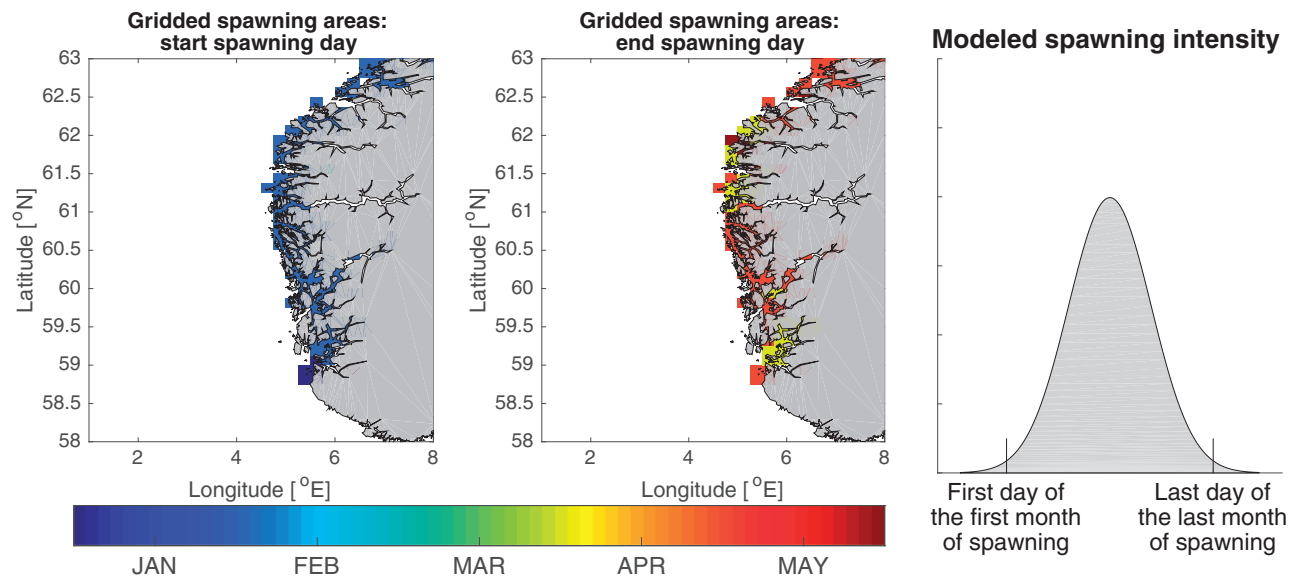 Gridded spawning areas:
start spawning day
63
62.5
62
61.5
61
60.5
60
59.5
59
58.5
58
Latitude [°N]
2
4
6
8
Longitude [°E]
Gridded spawning areas:
end spawning day
63
62.5
62
61.5
61
60.5
60
59.5
59
58.5
58
Latitude [°N]
2
4
6
8
Longitude [°E]
JAN
FEB
MAR
APR
MAY
Modeled spawning intensity
First day of
the first month
of spawning
Last day of
the last month
of spawning